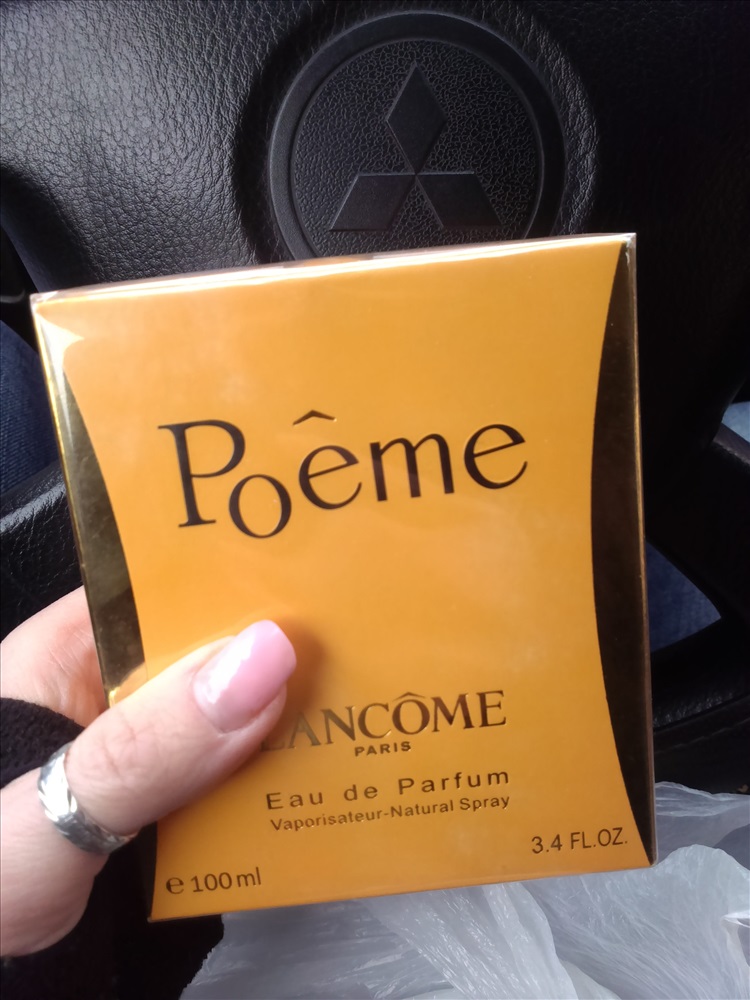 Poême
LANCÔME
PARIS
Eau de Parfum
Vaporisateur-Natural Spray
3.4 FL.OZ.
℮ 100 ml